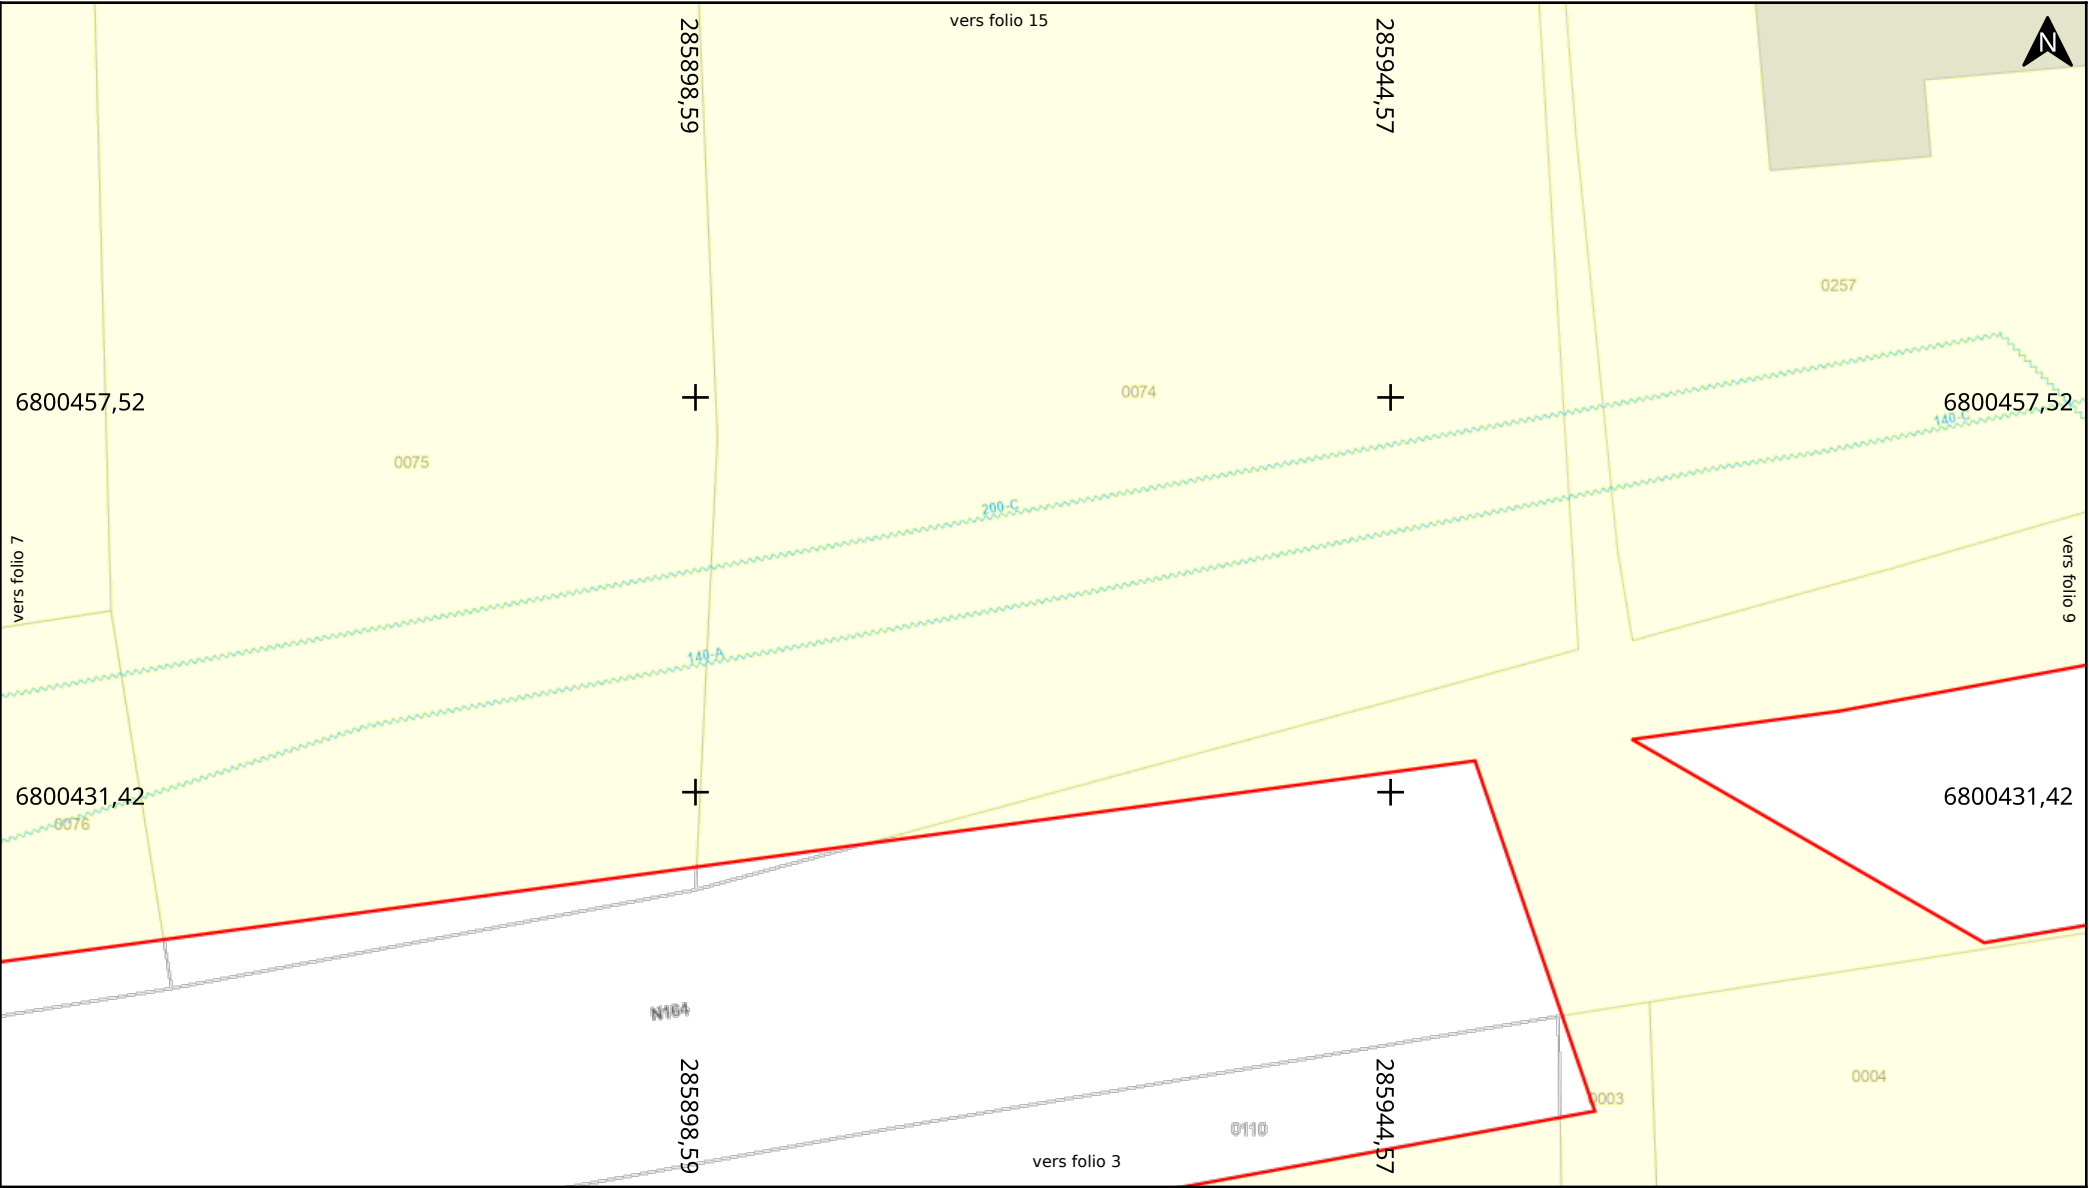 vers folio 15
N
285898,59
285944,57
0257
0074
6800457,52
6800457,52
140-C
0075
200-C
vers folio 7
vers folio 9
140-A
6800431,42
6800431,42
0076
N164
285898,59
285944,57
0004
0003
0110
vers folio 3